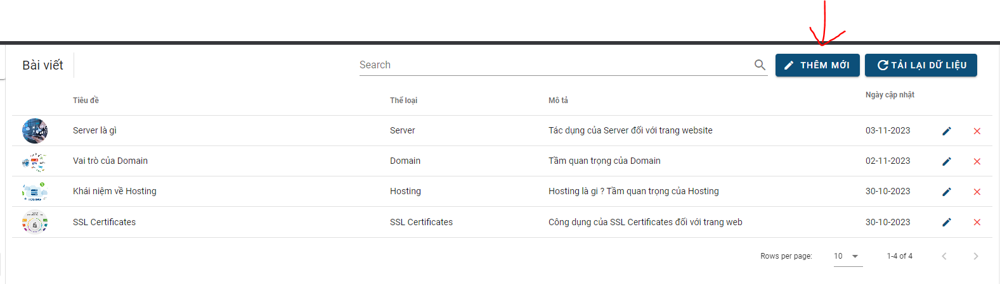 Bài viết
Search
THÊM MỚI
TẢI LẠI DỮ LIỆU
Tiêu đề Thể loại Mô tả Ngày cập nhật
Server là gì Server Tác dụng của Server đối với trang website 03-11-2023
Vai trò của Domain Domain Tầm quan trọng của Domain 02-11-2023
Khái niệm về Hosting Hosting Hosting là gi ? Tầm quan trọng của Hosting 30-10-2023
SSL Certificates SSL Certificates Công dụng của SSL Certificates đối với trang web 30-10-2023
Rows per page: 10 1-4 of 4